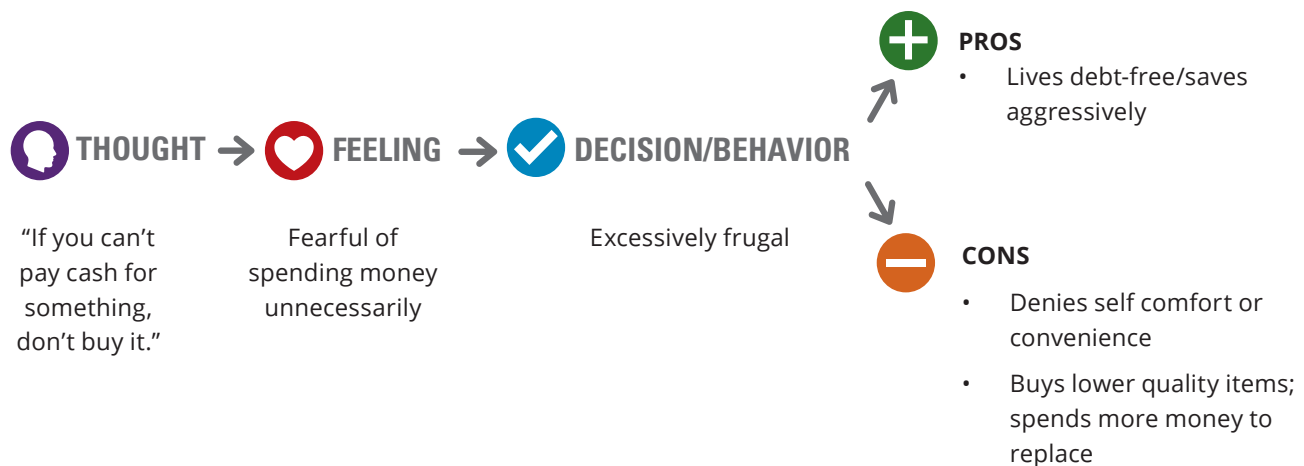 THOUGHT
FEELING
DECISION/BEHAVIOR
“If you can’t
pay cash for
something,
don’t buy it.”
Fearful of
spending money
unnecessarily
Excessively frugal
PROS
• Lives debt-free/saves
aggressively
CONS
• Denies self comfort or
convenience
• Buys lower quality items;
spends more money to
replace